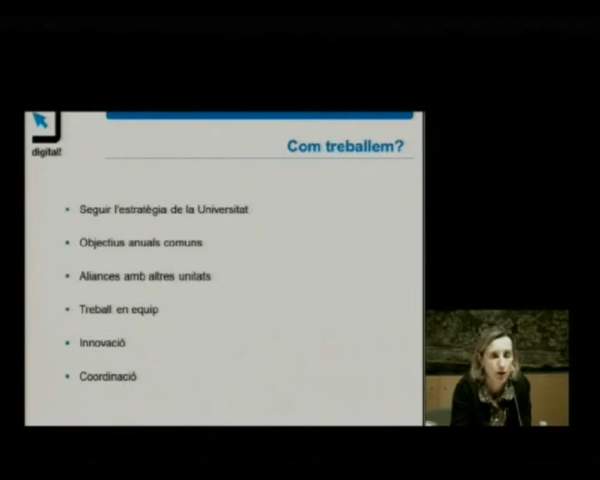 digital!
Com treballem?
Seguir l'estratègia de la Universitat
Objectius anuals comuns
Aliances amb altres unitats
Treball en equip
Innovació
Coordinació